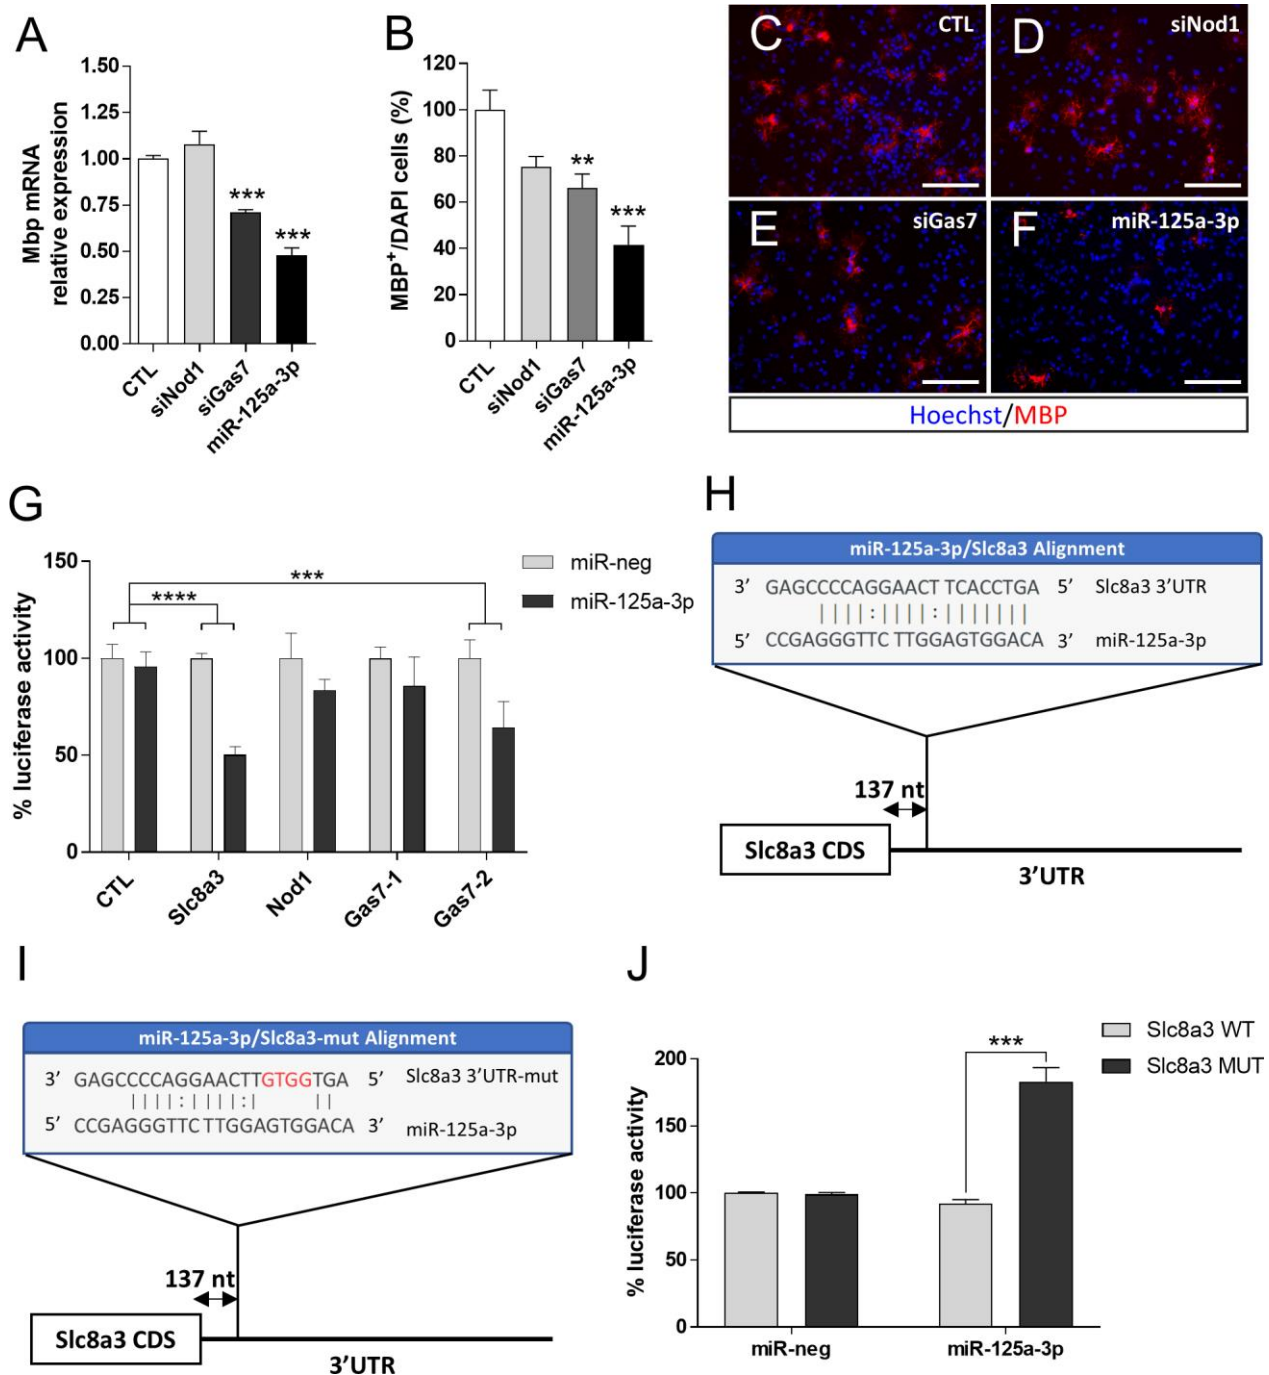 A
Mbp mRNA
relative expression
1.50
1.25
1.00
0.75
0.50
0.25
0.00
***
***
CTL
siNod1
siGas7
miR-125a-3p
B
MBP⁺/DAPI cells (%)
120
100
80
60
40
20
0
**
***
CTL
siNod1
siGas7
miR-125a-3p
C
CTL
D
siNod1
E
siGas7
F
miR-125a-3p
Hoechst/MBP
G
% luciferase activity
150
100
50
0
****
***
miR-neg
miR-125a-3p
CTL
Slc8a3
Nod1
Gas7-1
Gas7-2
H
miR-125a-3p/Slc8a3 Alignment
3’ GAGCCCCAGGAACT TCACCTGA 5’ Slc8a3 3’UTR
||||:||||:|||||||
5’ CCGAGGGTTC TTGGAGTGGACA 3’ miR-125a-3p
137 nt
Slc8a3 CDS
3’UTR
I
miR-125a-3p/Slc8a3-mut Alignment
3’ GAGCCCCAGGAACTTGTGGTGA 5’ Slc8a3 3’UTR-mut
||||:||||:| ||
5’ CCGAGGGTTC TTGGAGTGGACA 3’ miR-125a-3p
137 nt
Slc8a3 CDS
3’UTR
J
% luciferase activity
200
150
100
50
0
***
Slc8a3 WT
Slc8a3 MUT
miR-neg
miR-125a-3p